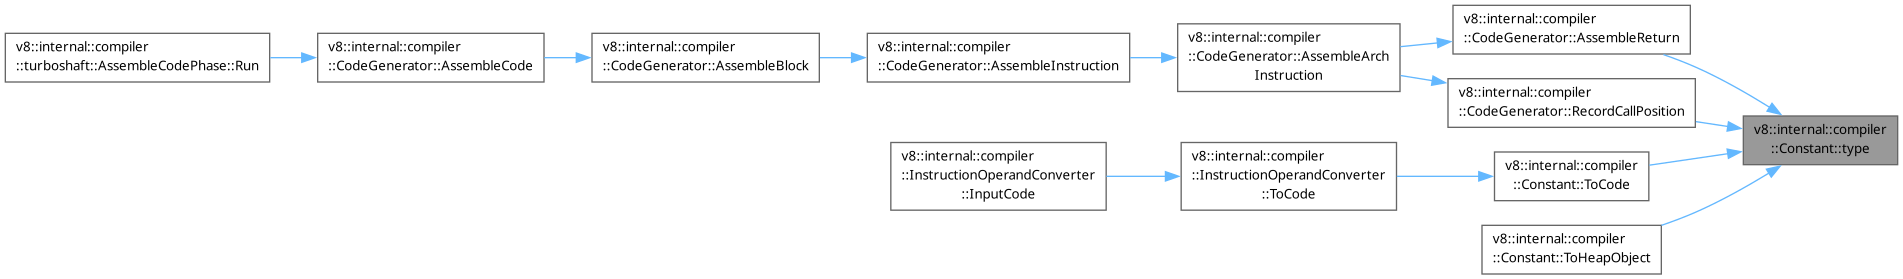 v8::internal::compiler
::turboshaft::AssembleCodePhase::Run
v8::internal::compiler
::CodeGenerator::AssembleCode
v8::internal::compiler
::CodeGenerator::AssembleBlock
v8::internal::compiler
::CodeGenerator::AssembleInstruction
v8::internal::compiler
::CodeGenerator::AssembleArch
Instruction
v8::internal::compiler
::CodeGenerator::AssembleReturn
v8::internal::compiler
::CodeGenerator::RecordCallPosition
v8::internal::compiler
::Constant::type
v8::internal::compiler
::InstructionOperandConverter
::InputCode
v8::internal::compiler
::InstructionOperandConverter
::ToCode
v8::internal::compiler
::Constant::ToCode
v8::internal::compiler
::Constant::ToHeapObject